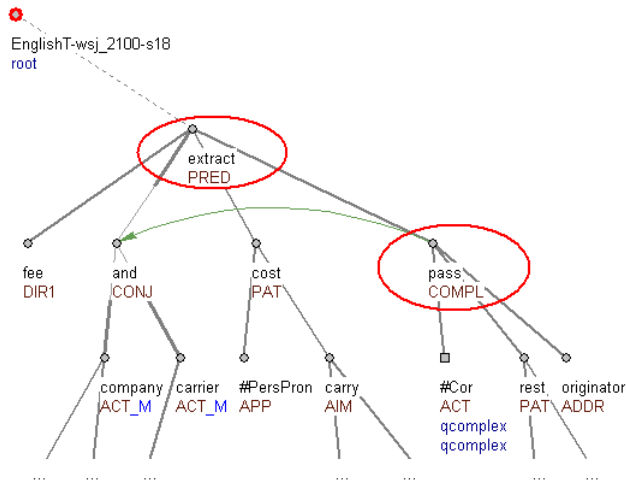 EnglishT-wsj_2100-s18
root
extract
PRED
fee and cost pass
DIR1 CONJ PAT COMPL
company carrier #PersPron carry #Cor rest originator
ACT_M ACT_M APP AIM ACT PAT ADDR
qcomplex
qcomplex
... ... ... ... ... ... ...